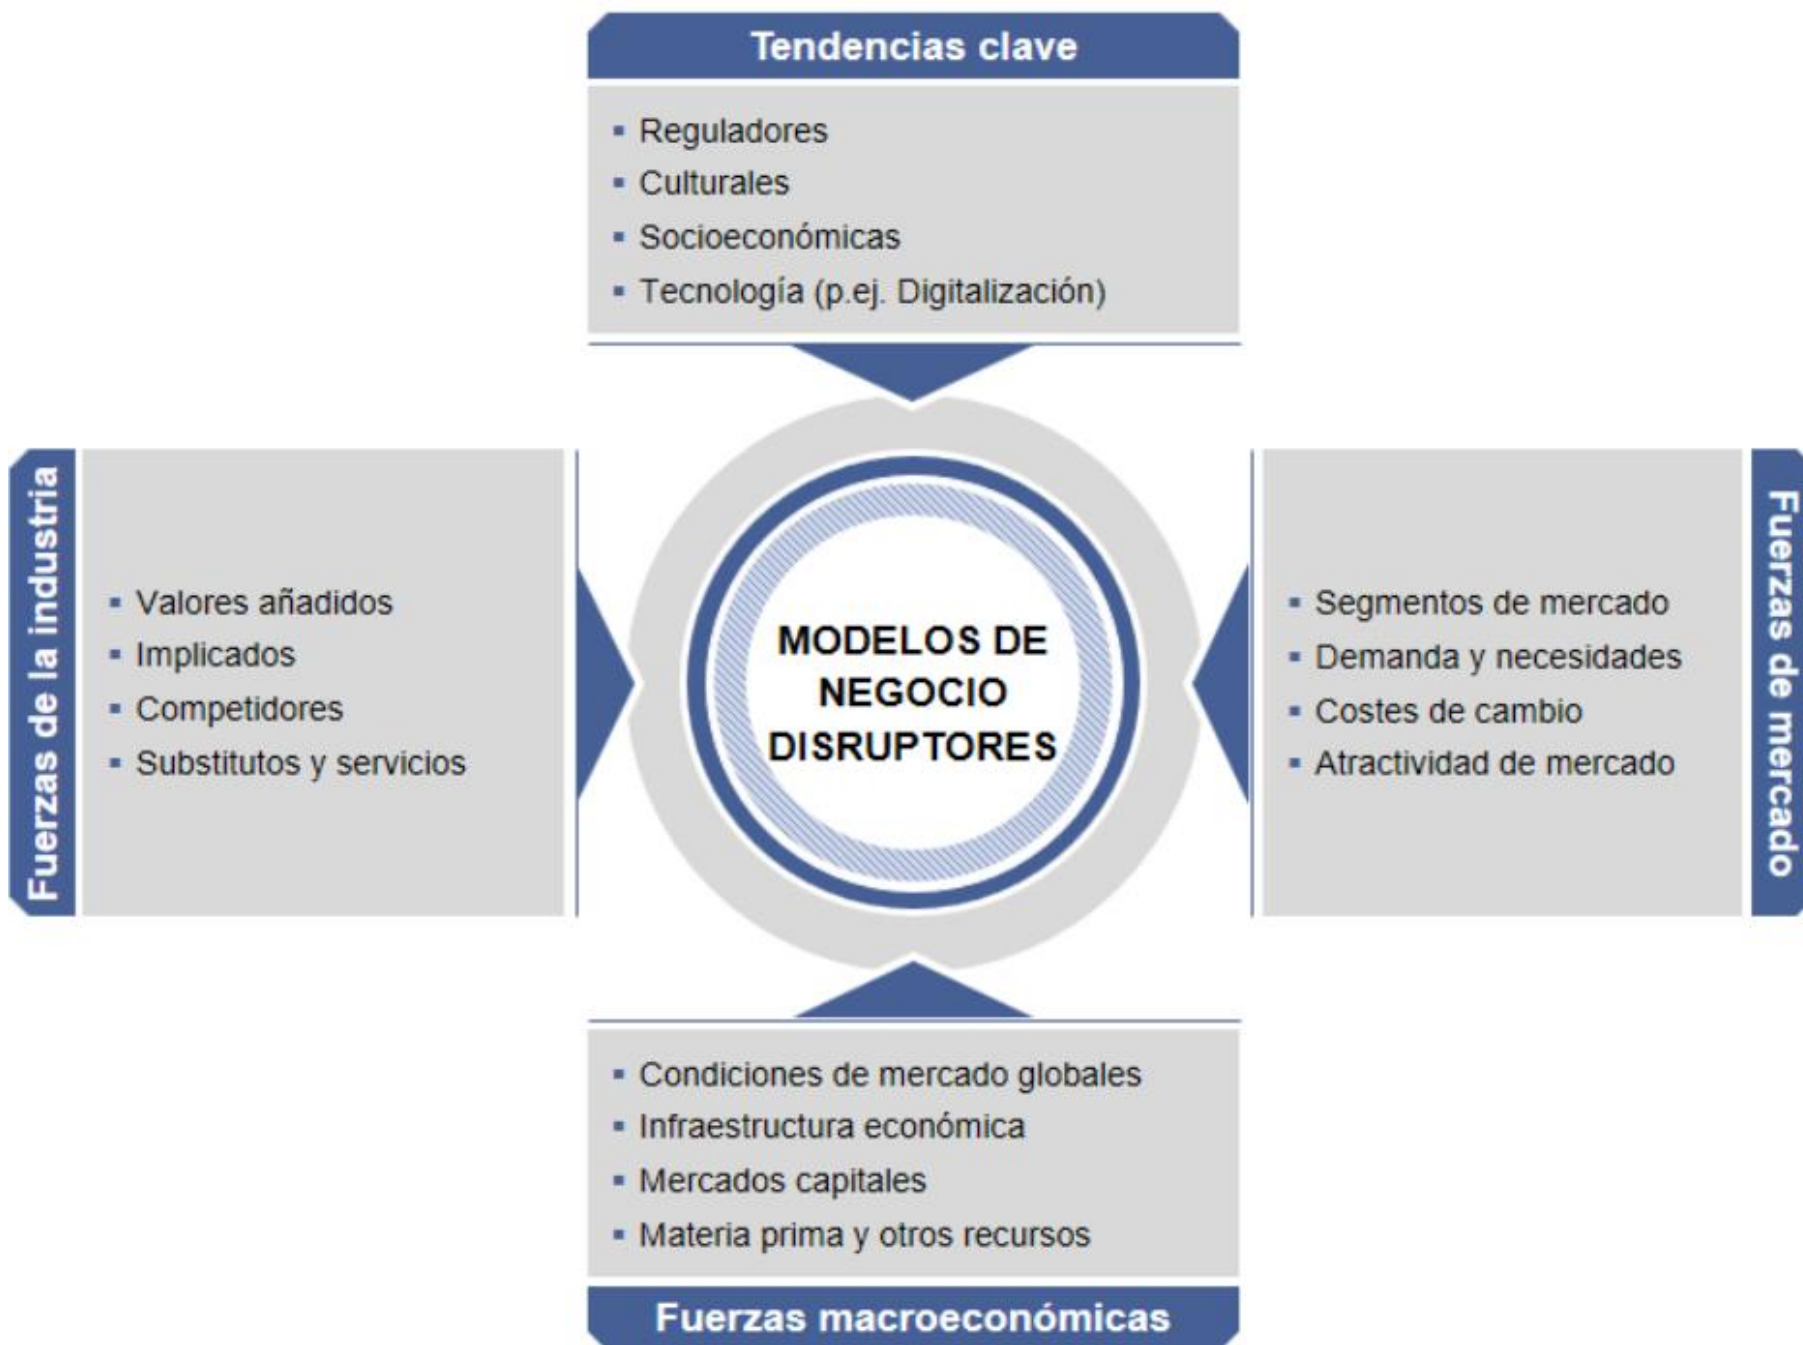 Tendencias clave
▪ Reguladores
▪ Culturales
▪ Socioeconómicas
▪ Tecnología (p.ej. Digitalización)
Fuerzas de la industria
▪ Valores añadidos
▪ Implicados
▪ Competidores
▪ Substitutos y servicios
MODELOS DE
NEGOCIO
DISRUPTORES
▪ Segmentos de mercado
▪ Demanda y necesidades
▪ Costes de cambio
▪ Atractividad de mercado
Fuerzas de mercado
▪ Condiciones de mercado globales
▪ Infraestructura económica
▪ Mercados capitales
▪ Materia prima y otros recursos
Fuerzas macroeconómicas